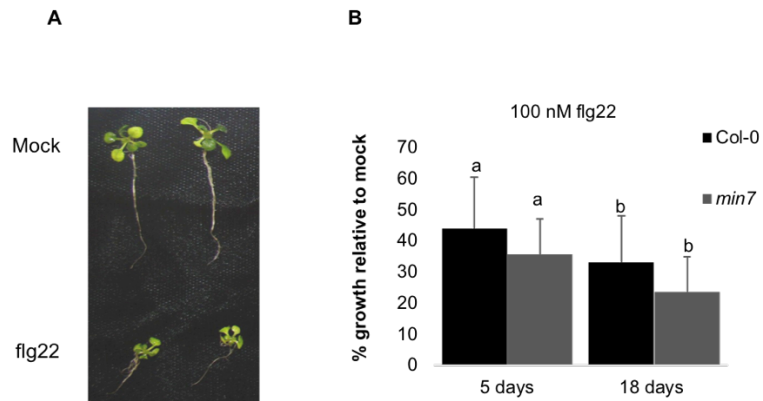 A
B
Mock
flg22
100 nM flg22
Col-0
min7
% growth relative to mock
70
60
50
40
30
20
10
0
a
a
b
b
5 days
18 days